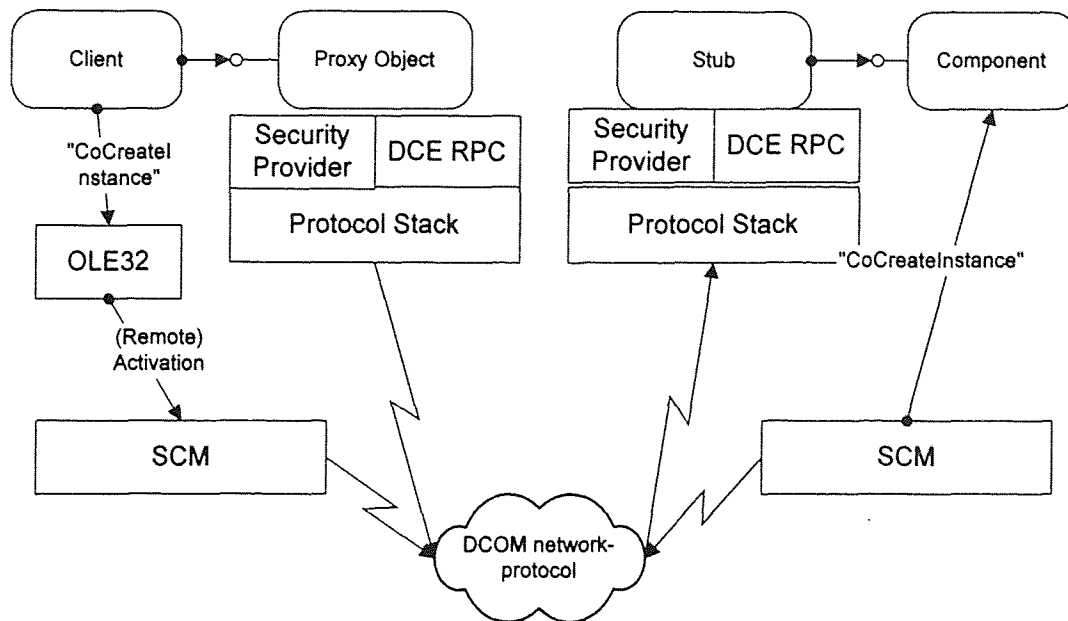 Client
Proxy Object
Stub
Component
Security
Provider
DCE RPC
Security
Provider
DCE RPC
"CoCreateI
nstance"
Protocol Stack
Protocol Stack
OLE32
"CoCreateInstance"
(Remote)
Activation
SCM
SCM
DCOM network-
protocol